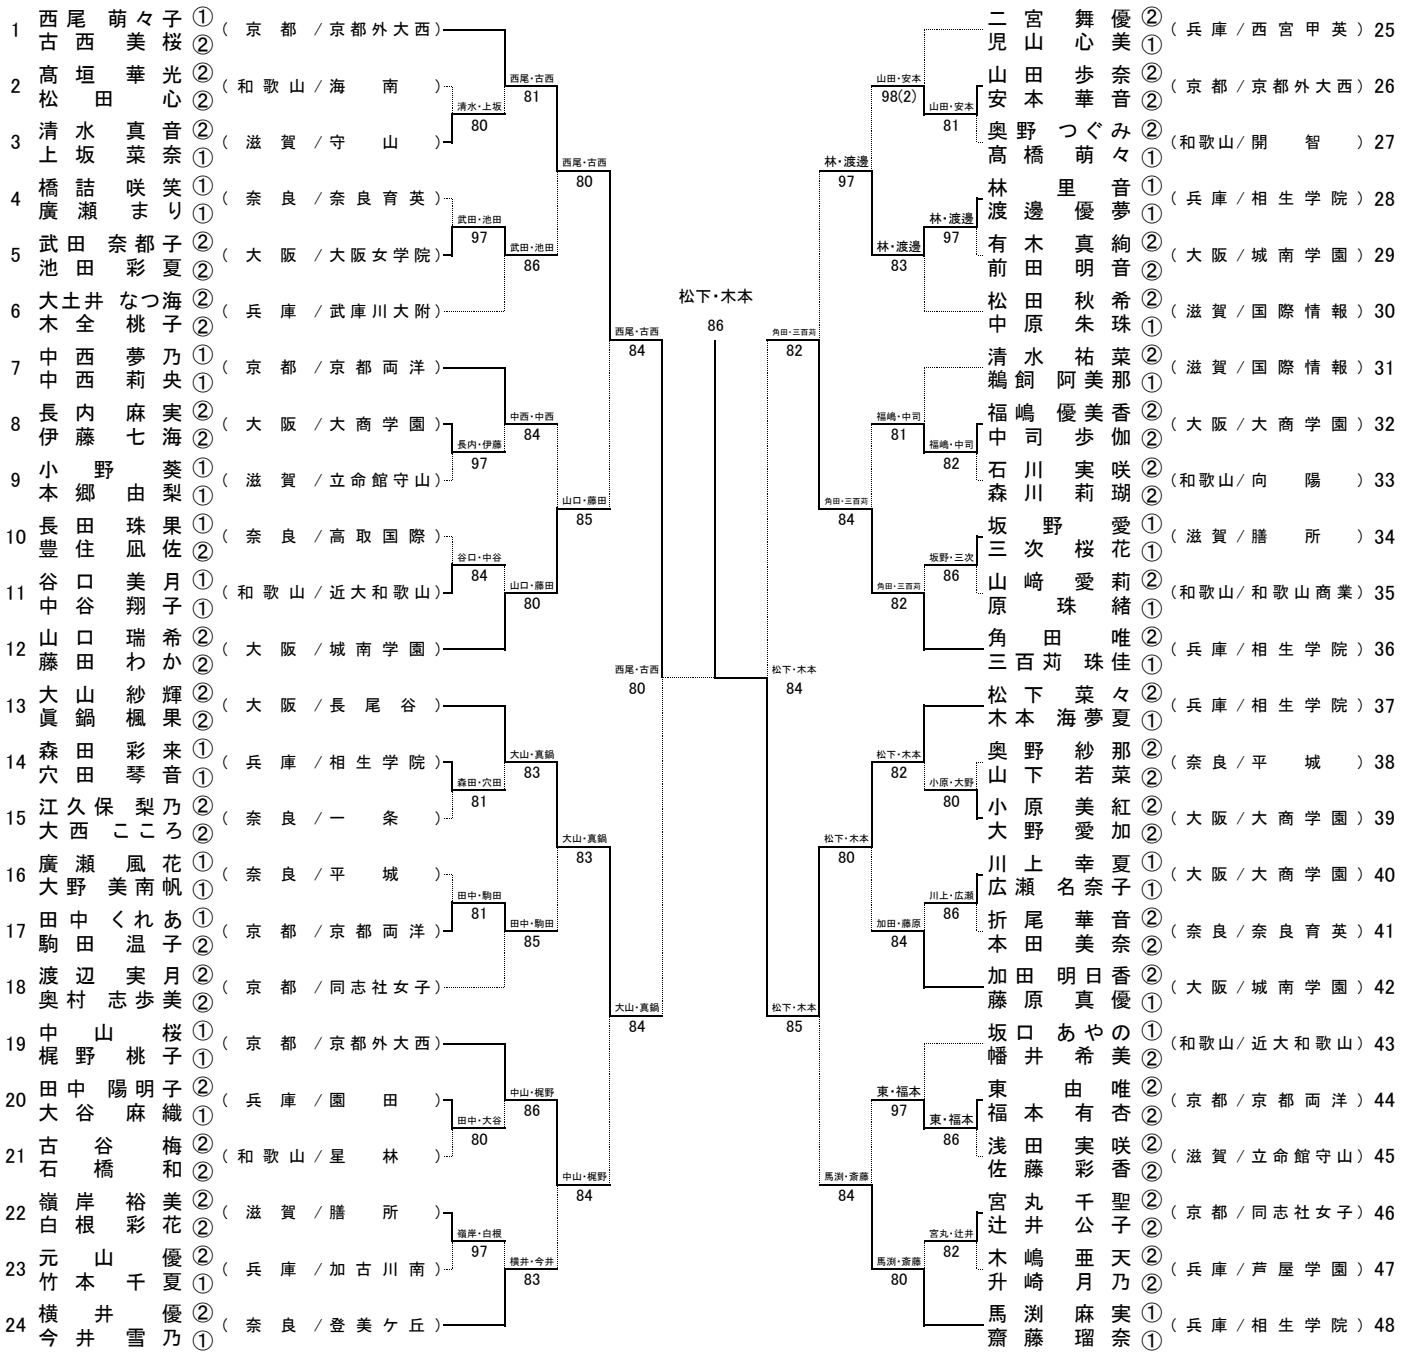 1 西尾 萌々子 ① 古西 美桜 ② (京都/京都外大西)
2 髙垣 華光 ② 松田 心 ② (和歌山/海南)
3 清水 真音 ② 上坂 菜奈 ① (滋賀/守山)
4 橋詰 咲笑 ① 廣瀬 まり ① (奈良/奈良育英)
5 武田 奈都子 ② 池田 彩夏 ② (大阪/大阪女学院)
6 大土井 なつ海 ② 木全 桃子 ② (兵庫/武庫川大附)
7 中西 夢乃 ① 中西 莉央 ① (京都/京都両洋)
8 長内 麻実 ② 伊藤 七海 ② (大阪/大商学園)
9 小野 葵 ① 本郷 由梨 ① (滋賀/立命館守山)
10 長田 珠果 ① 豊住 凪佐 ② (奈良/高取国際)
11 谷口 美月 ① 中谷 翔子 ① (和歌山/近大和歌山)
12 山口 瑞希 ② 藤田 わか ② (大阪/城南学園)
13 大山 紗輝 ② 眞鍋 楓果 ② (大阪/長尾谷)
14 森田 彩来 ① 穴田 琴音 ① (兵庫/相生学院)
15 江久保 梨乃 ② 大西 こころ ② (奈良/一条)
16 廣瀬 風花 ① 大野 美南帆 ① (奈良/平城)
17 田中 くれあ ① 駒田 温子 ② (京都/京都両洋)
18 渡辺 実月 ② 奥村 志歩美 ② (京都/同志社女子)
19 中山 桜 ① 梶野 桃子 ① (京都/京都外大西)
20 田中 陽明子 ② 大谷 麻織 ① (兵庫/園田)
21 古谷 梅 ② 石橋 和 ② (和歌山/星林)
22 嶺岸 裕美 ② 白根 彩花 ② (滋賀/膳所)
23 元山 優 ② 竹本 千夏 ① (兵庫/加古川南)
24 横井 優 ② 今井 雪乃 ① (奈良/登美ケ丘)
清水・上坂 80
武田・池田 97
長内・伊藤 97
谷口・中谷 84
森田・穴田 81
田中・駒田 81
田中・大谷 80
嶺岸・白根 97
西尾・古西 81
武田・池田 86
中西・中西 84
山口・藤田 80
大山・真鍋 83
田中・駒田 85
中山・梶野 86
横井・今井 83
西尾・古西 80
山口・藤田 85
大山・真鍋 83
中山・梶野 84
西尾・古西 84
大山・真鍋 84
西尾・古西 80
松下・木本 86
松下・木本 84
角田・三百苅 82
松下・木本 85
林・渡邊 97
角田・三百苅 84
松下・木本 80
馬渕・斎藤 84
山田・安本 98(2)
林・渡邊 83
福嶋・中司 81
角田・三百苅 82
松下・木本 82
加田・藤原 84
東・福本 97
馬渕・斎藤 80
山田・安本 81
林・渡邊 97
福嶋・中司 82
坂野・三次 86
小原・大野 80
川上・広瀬 86
東・福本 86
宮丸・辻井 82
二宮 舞優 ② 児山 心美 ① (兵庫/西宮甲英) 25
山田 歩奈 ② 安本 華音 ② (京都/京都外大西) 26
奥野 つぐみ ② 髙橋 萌々 ① (和歌山/開智) 27
林 里音 ① 渡邊 優夢 ① (兵庫/相生学院) 28
有木 真絢 ② 前田 明音 ② (大阪/城南学園) 29
松田 秋希 ② 中原 朱珠 ① (滋賀/国際情報) 30
清水 祐菜 ② 鵜飼 阿美那 ① (滋賀/国際情報) 31
福嶋 優美香 ② 中司 歩伽 ② (大阪/大商学園) 32
石川 実咲 ② 森川 莉瑚 ② (和歌山/向陽) 33
坂野 愛 ① 三次 桜花 ① (滋賀/膳所) 34
山﨑 愛莉 ② 原 珠緒 ① (和歌山/和歌山商業) 35
角田 唯 ② 三百苅 珠佳 ① (兵庫/相生学院) 36
松下 菜々 ② 木本 海夢夏 ① (兵庫/相生学院) 37
奥野 紗那 ② 山下 若菜 ② (奈良/平城) 38
小原 美紅 ② 大野 愛加 ② (大阪/大商学園) 39
川上 幸夏 ① 広瀬 名奈子 ① (大阪/大商学園) 40
折尾 華音 ② 本田 美奈 ② (奈良/奈良育英) 41
加田 明日香 ② 藤原 真優 ① (大阪/城南学園) 42
坂口 あやの ① 幡井 希美 ② (和歌山/近大和歌山) 43
東 由唯 ② 福本 有杏 ② (京都/京都両洋) 44
浅田 実咲 ② 佐藤 彩香 ② (滋賀/立命館守山) 45
宮丸 千聖 ② 辻井 公子 ② (京都/同志社女子) 46
木嶋 亜天 ② 升崎 月乃 ② (兵庫/芦屋学園) 47
馬渕 麻実 ① 齋藤 瑠奈 ① (兵庫/相生学院) 48